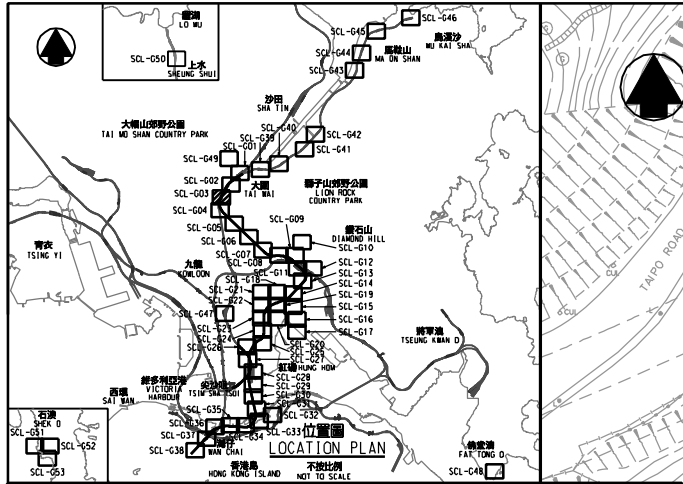 羅湖
LO WU
SCL-G50
上水
SHEUNG SHUI
SCL-G46
SCL-G45
烏溪沙
WU KAI SHA
SCL-G44
馬鞍山
MA ON SHAN
SCL-G43
沙田
SHA TIN
大帽山郊野公園
TAI MO SHAN COUNTRY PARK
SCL-G40
SCL-G39
SCL-G01
SCL-G42
SCL-G41
SCL-G49
SCL-G02
SCL-G03
SCL-G04
大圍
TAI WAI
獅子山郊野公園
LION ROCK
COUNTRY PARK
SCL-G05
SCL-G06
SCL-G07
SCL-G08
SCL-G09
鑽石山
DIAMOND HILL
SCL-G10
SCL-G11
SCL-G12
SCL-G13
SCL-G14
SCL-G18
SCL-G19
SCL-G15
SCL-G16
SCL-G17
青衣
TSING YI
九龍
KOWLOON
SCL-G21
SCL-G22
SCL-G47
SCL-G23
SCL-G24
SCL-G26
SCL-G20
SCL-G27
將軍澳
TSEUNG KWAN O
紅磡
HUNG HOM
SCL-G28
SCL-G29
SCL-G30
SCL-G31
SCL-G32
SCL-G33
SCL-G34
SCL-G35
SCL-G36
SCL-G37
SCL-G38
維多利亞港
VICTORIA
HARBOUR
尖沙咀
TSIM SHA TSUI
西環
SAI WAN
灣仔
WAN CHAI
香港島
HONG KONG ISLAND
石澳
SHEK O
SCL-G51
SCL-G52
SCL-G53
位置圖
LOCATION PLAN
不按比例
NOT TO SCALE
FAT TONG O
SCL-G48
TAIPO ROAD
CUL
CUL